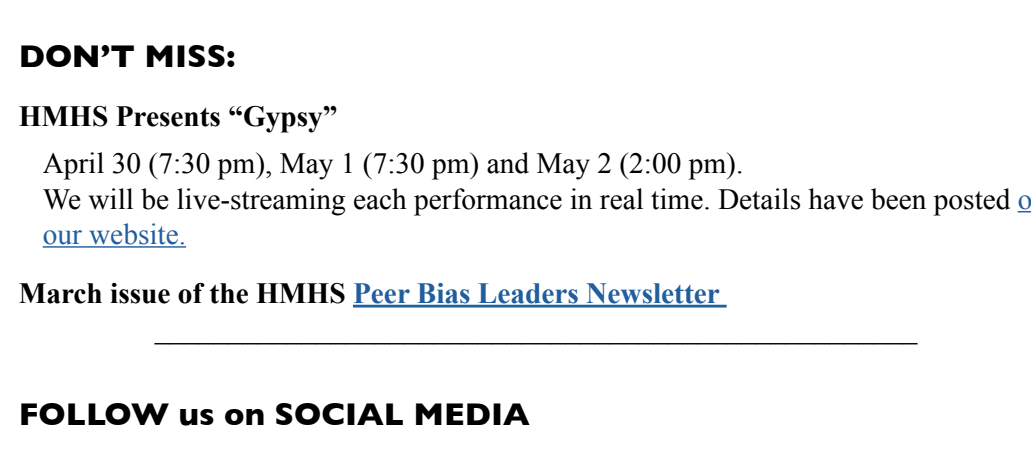 DON’T MISS:
HMHS Presents “Gypsy”
April 30 (7:30 pm), May 1 (7:30 pm) and May 2 (2:00 pm).
We will be live-streaming each performance in real time. Details have been posted
our website.
March issue of the HMHS Peer Bias Leaders Newsletter
FOLLOW us on SOCIAL MEDIA